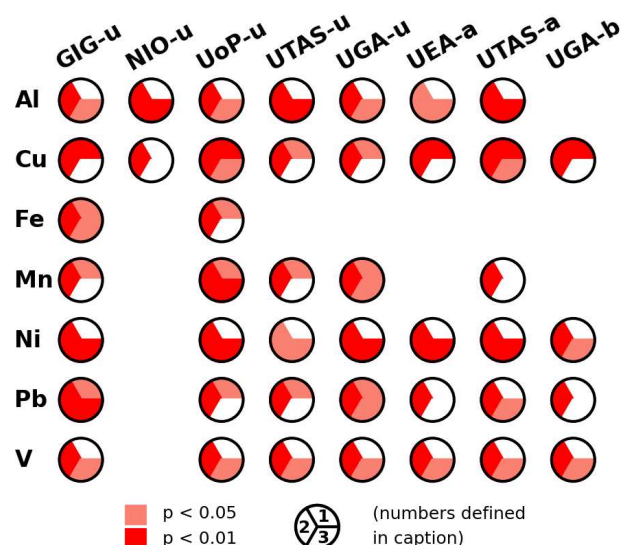 GIG-u NIO-u UoP-u UTAS-u UGA-u UEA-a UTAS-a UGA-b
Al
Cu
Fe
Mn
Ni
Pb
V
p < 0.05
p < 0.01
1
2
3
(numbers defined
in caption)